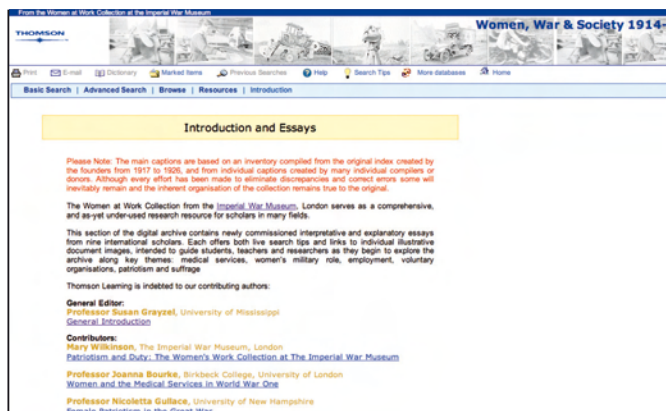 From the Women at Work Collection at the Imperial War Museum
THOMSON
Women, War & Society 1914-
Print E-mail Dictionary Marked Items Previous Searches Help Search Tips More databases Home
Basic Search | Advanced Search | Browse | Resources | Introduction
Introduction and Essays
Please Note: The main captions are based on an inventory compiled from the original index created by
the founders from 1917 to 1926, and from individual captions created by many individual compilers or
donors. Although every effort has been made to eliminate discrepancies and correct errors some will
inevitably remain and the inherent organisation of the collection remains true to the original.
The Women at Work Collection from the Imperial War Museum, London serves as a comprehensive,
and as-yet under-used research resource for scholars in many fields.
This section of the digital archive contains newly commissioned interpretative and explanatory essays
from nine international scholars. Each offers both live search tips and links to individual illustrative
document images, intended to guide students, teachers and researchers as they begin to explore the
archive along key themes: medical services, women's military role, employment, voluntary
organisations, patriotism and suffrage
Thomson Learning is indebted to our contributing authors:
General Editor:
Professor Susan Grayzel, University of Mississippi
General Introduction
Contributors:
Mary Wilkinson, The Imperial War Museum, London
Patriotism and Duty: The Women's Work Collection at The Imperial War Museum
Professor Joanna Bourke, Birkbeck College, University of London
Women and the Medical Services in World War One
Professor Nicoletta Gullace, University of New Hampshire
Female Patriotism in the Great War